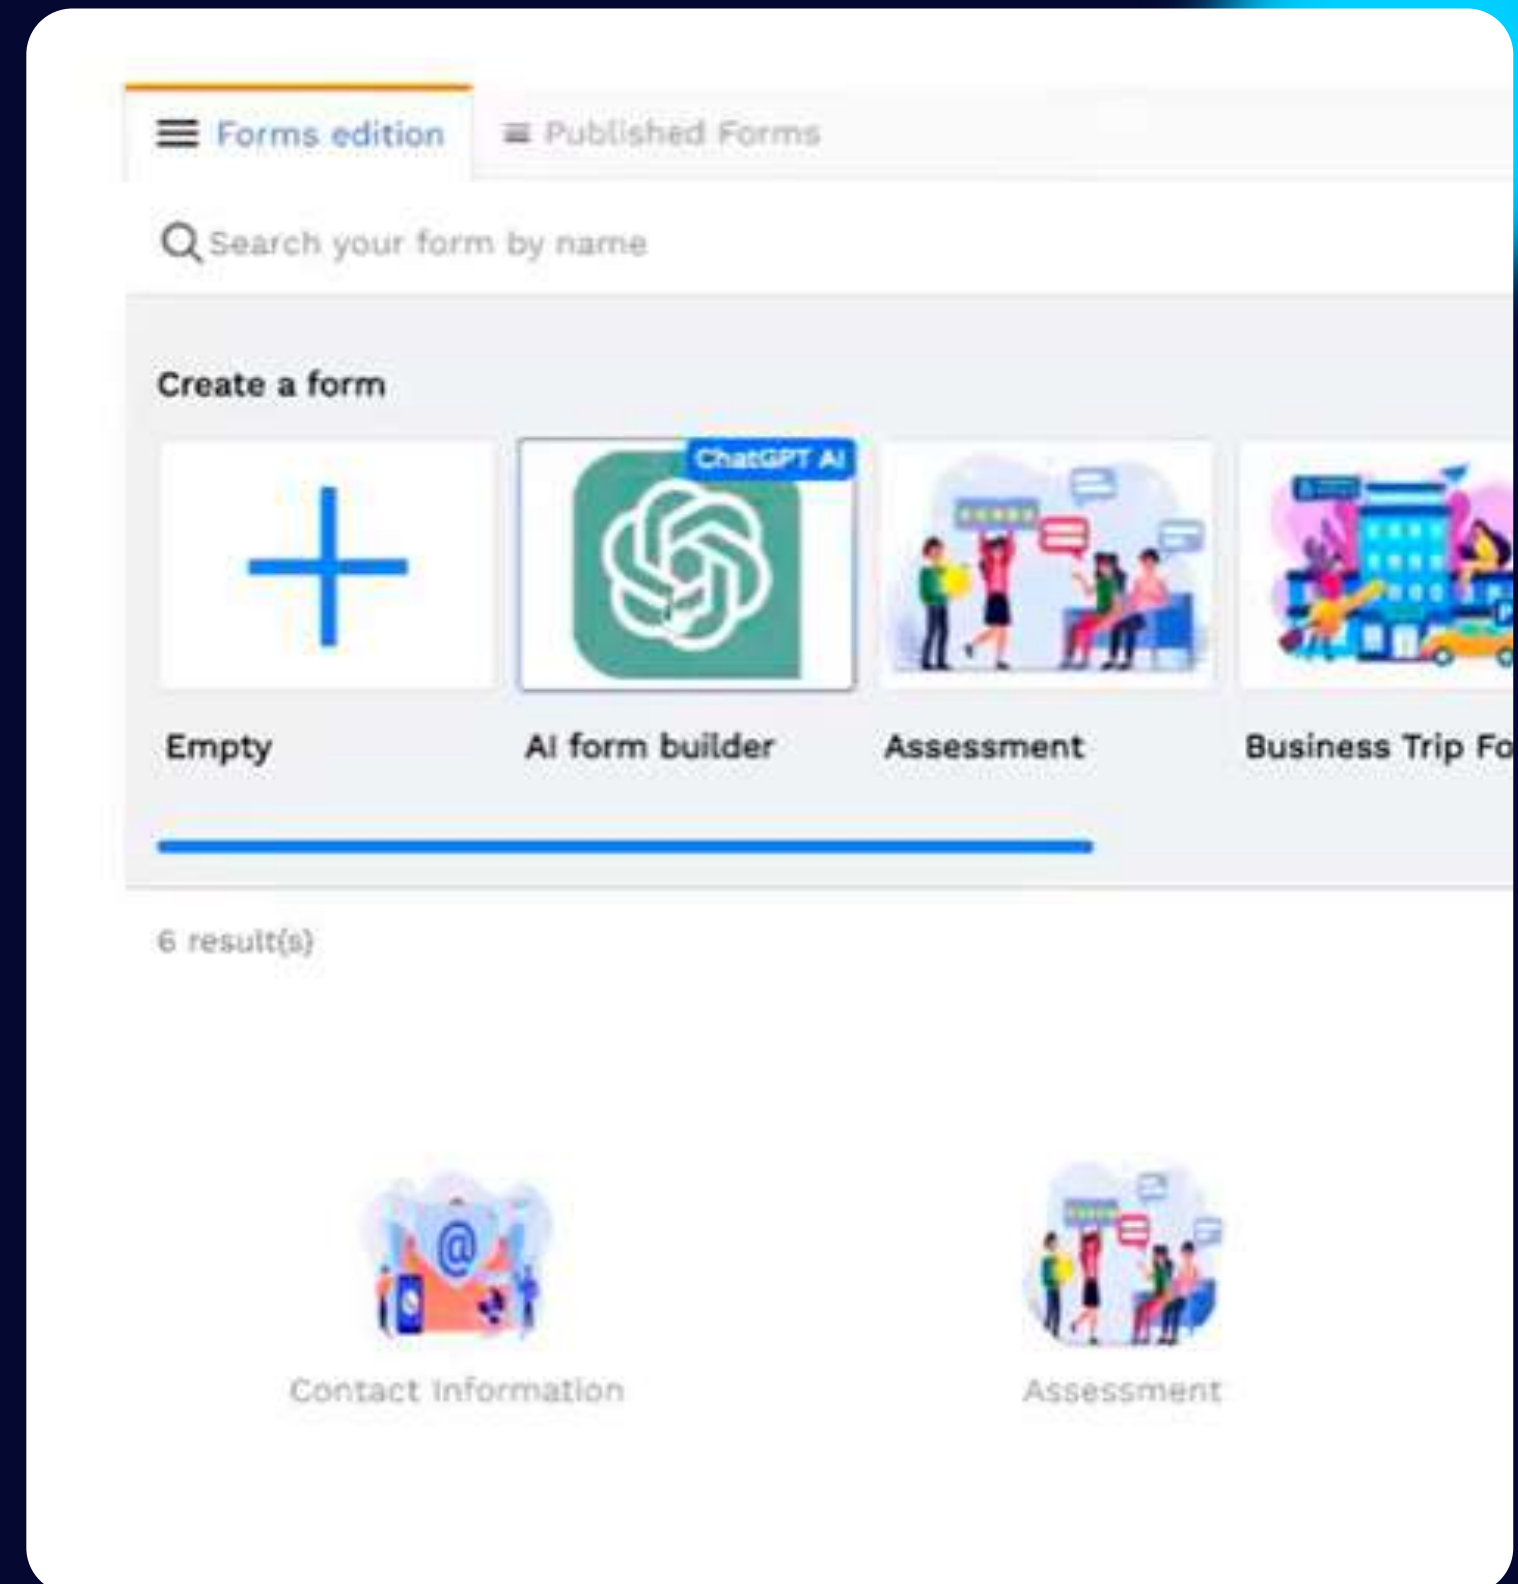 Forms edition
Published Forms
Search your form by name
Create a form
ChatGPT AI
Empty
AI form builder
Assessment
Business Trip Fo
6 result(s)
@
Contact Information
Assessment